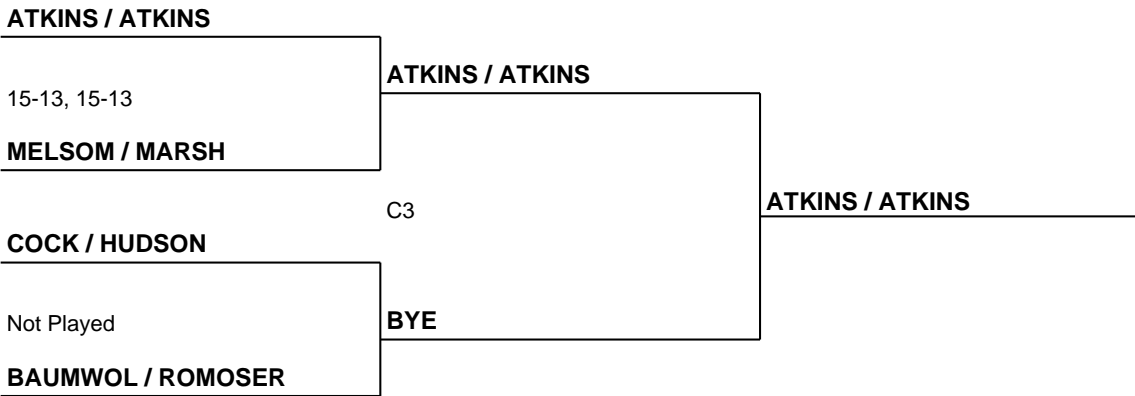 ATKINS / ATKINS
15-13, 15-13
MELSOM / MARSH
COCK / HUDSON
Not Played
BAUMWOL / ROMOSER
ATKINS / ATKINS
C3
BYE
ATKINS / ATKINS